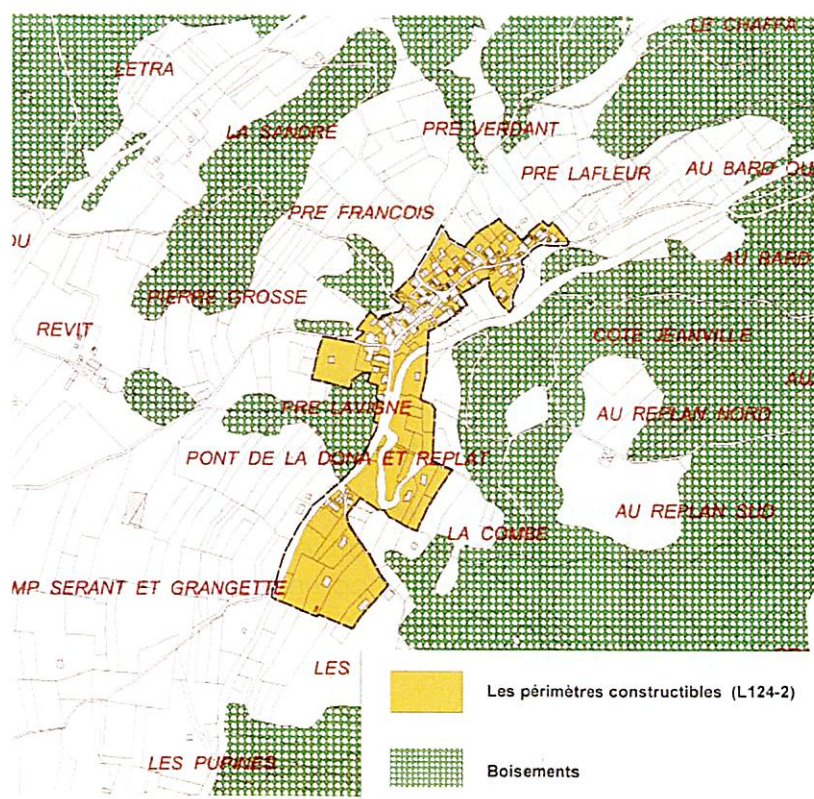 LE CHAFFA
LETRA
LA SANDRE
PRE VERDANT
PRE LAFLEUR
AU BARD
PRE FRANCOIS
OU
AU BARD
PIERRE GROSSE
REVIT
COTE JEANVILLE
AU
PRE LAVIGNE
AU REPLAN NORD
PONT DE LA DONA ET REPLAT
AU REPLAN SUD
LA COMBE
MP SERANT ET GRANGETTE
LES
Les périmètres constructibles (L124-2)
LES PUPINES
Boisements